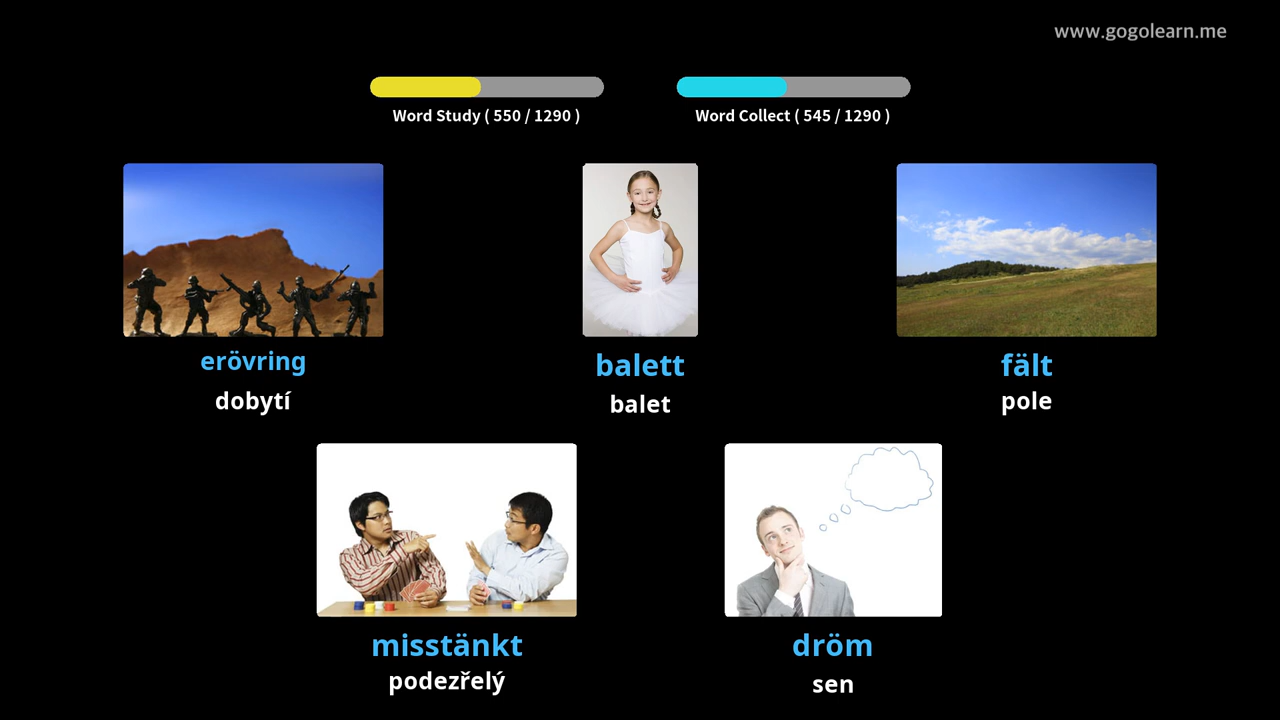 www.gogolearn.me
Word Study ( 550 / 1290 )
Word Collect ( 545 / 1290 )
erövring
dobytí
balett
balet
fält
pole
misstänkt
podezřelý
dröm
sen